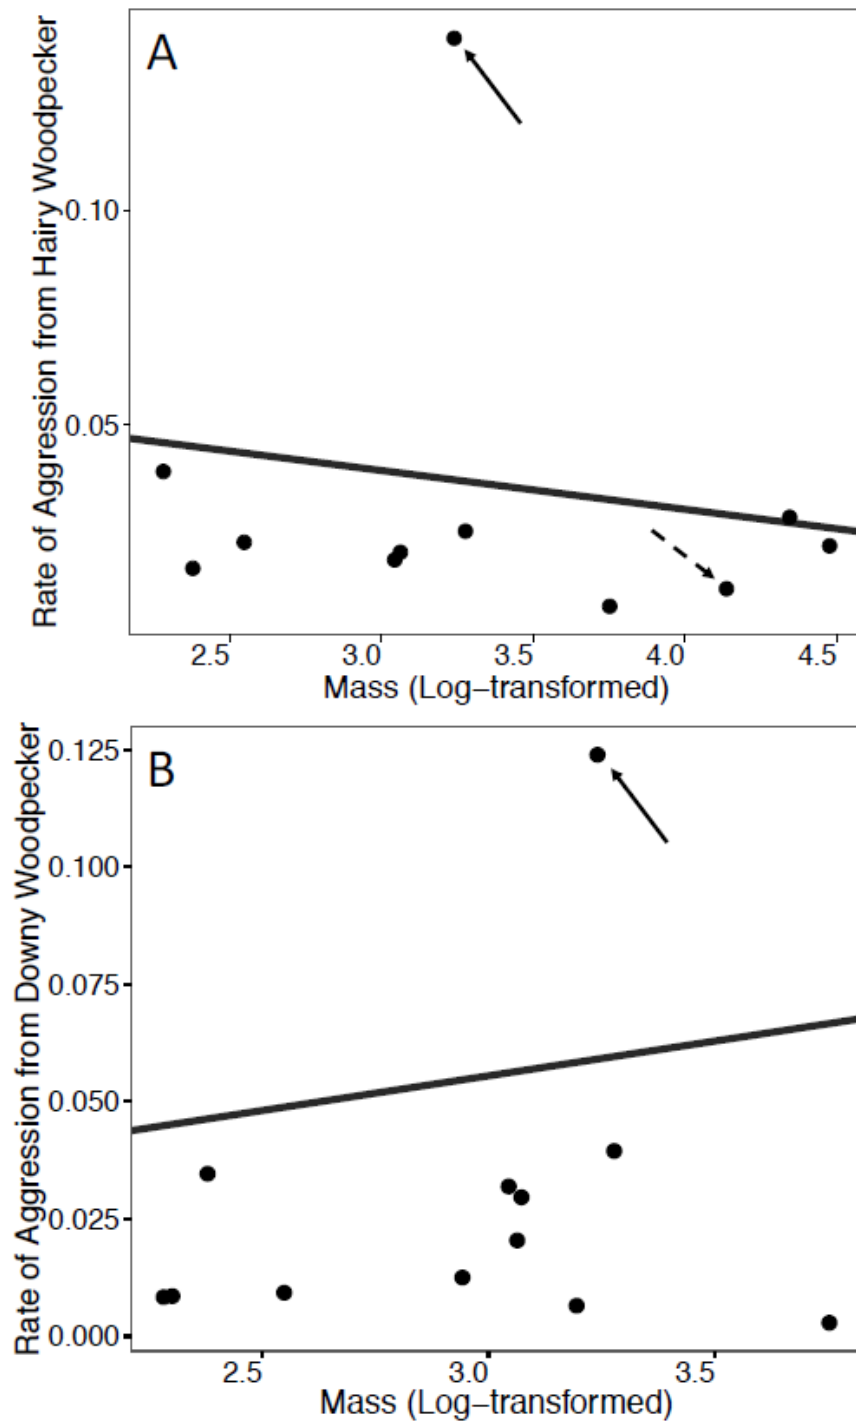 A
Rate of Aggression from Hairy Woodpecker
0.10
0.05
2.5 3.0 3.5 4.0 4.5
Mass (Log–transformed)
B
Rate of Aggression from Downy Woodpecker
0.125
0.100
0.075
0.050
0.025
0.000
2.5 3.0 3.5
Mass (Log–transformed)